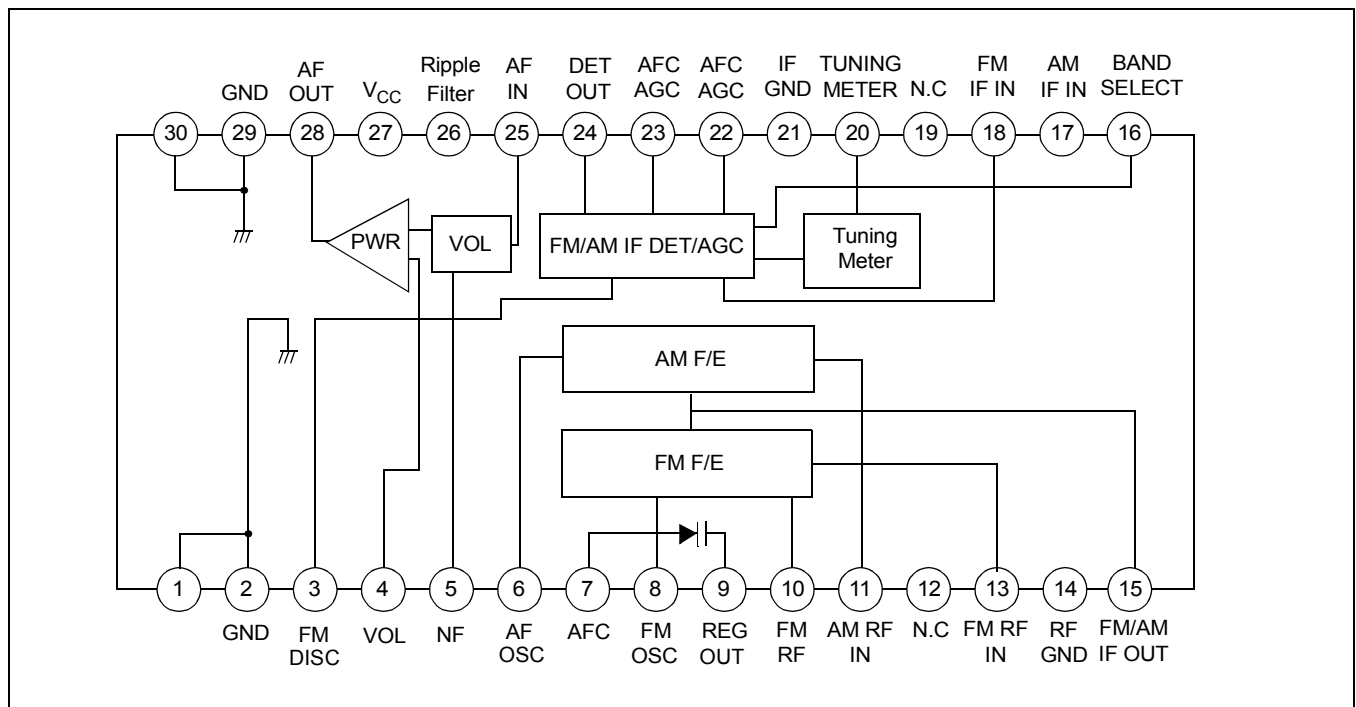 GND
AF
OUT
VCC
Ripple
Filter
AF
IN
DET
OUT
AFC
AGC
AFC
AGC
IF
GND
TUNING
METER
N.C
FM
IF IN
AM
IF IN
BAND
SELECT
30 29 28 27 26 25 24 23 22 21 20 19 18 17 16
PWR
VOL
FM/AM IF DET/AGC
Tuning
Meter
AM F/E
FM F/E
1 2 3 4 5 6 7 8 9 10 11 12 13 14 15
GND
FM
DISC
VOL
NF
AF
OSC
AFC
FM
OSC
REG
OUT
FM
RF
AM RF
IN
N.C
FM RF
IN
RF
GND
FM/AM
IF OUT